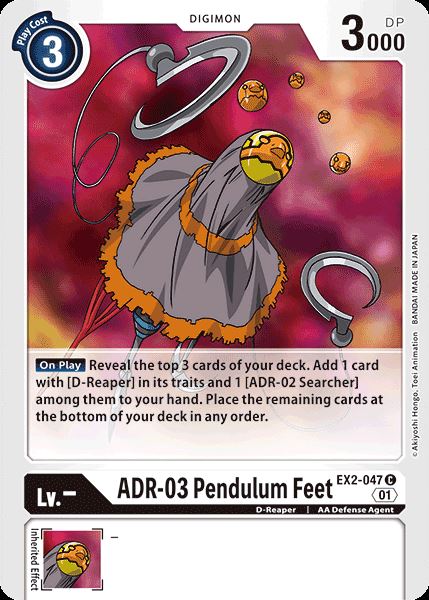 Play Cost
3
DIGIMON
DP
3000
On Play Reveal the top 3 cards of your deck. Add 1 card
with [D-Reaper] in its traits and 1 [ADR-02 Searcher]
among them to your hand. Place the remaining cards at
the bottom of your deck in any order.
©Akiyoshi Hongo, Toei Animation BANDAI MADE IN JAPAN
Lv.–
ADR-03 Pendulum Feet
EX2-047 C
01
D-Reaper | AA Defense Agent
Inherited Effect
–